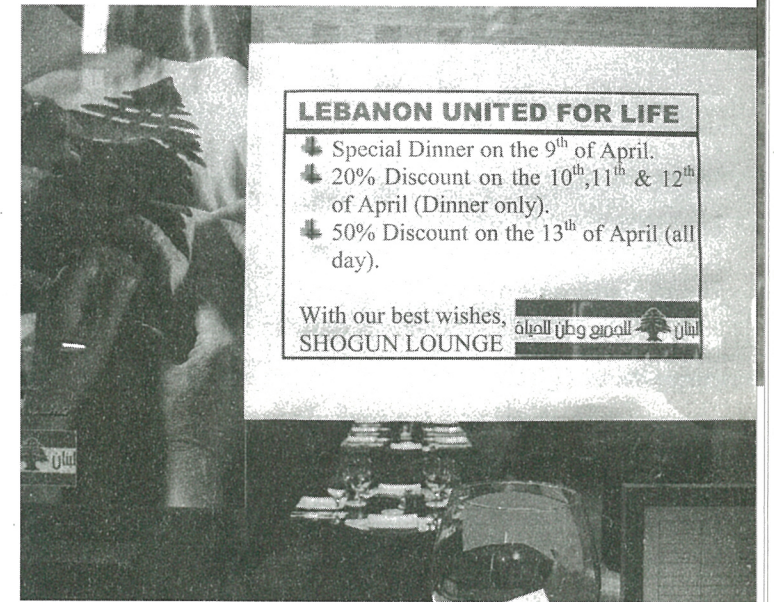 LEBANON UNITED FOR LIFE
Special Dinner on the 9th of April.
20% Discount on the 10th,11th & 12th
of April (Dinner only).
50% Discount on the 13th of April (all
day).
With our best wishes,
SHOGUN LOUNGE
لبنان للجميع وطن للحياة
لبنان